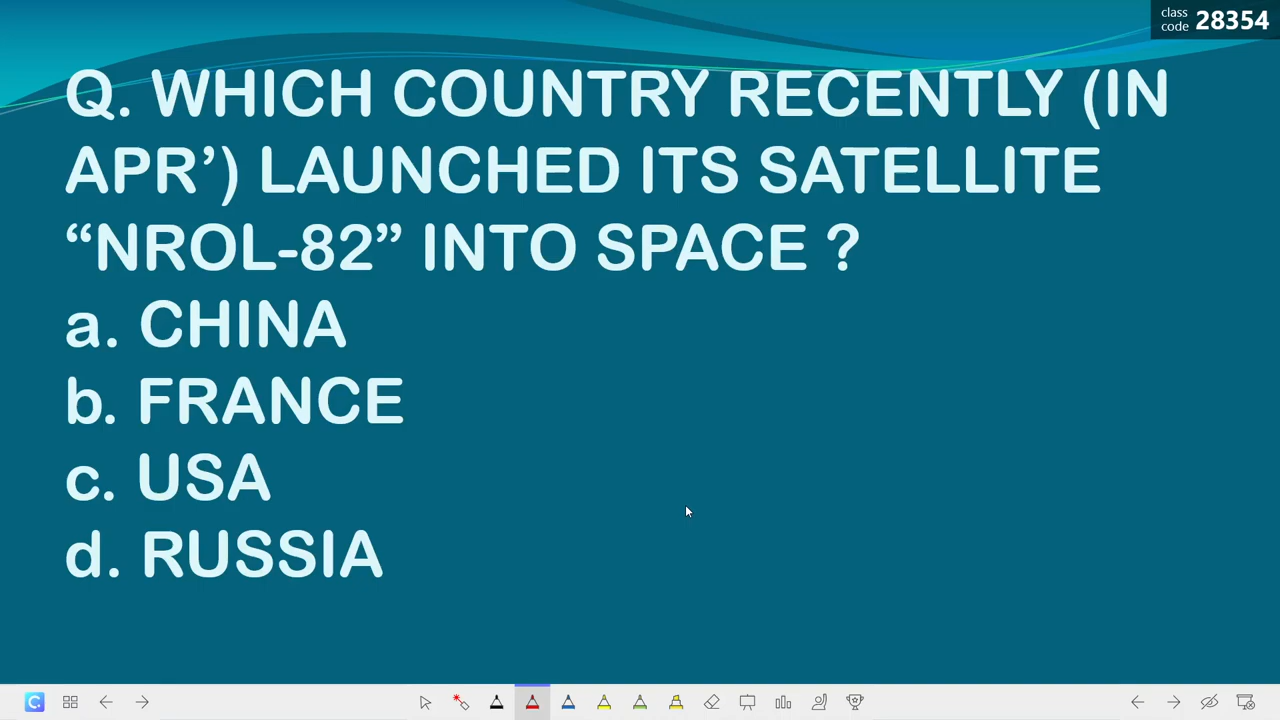 class
code 28354
Q. WHICH COUNTRY RECENTLY (IN
APR’) LAUNCHED ITS SATELLITE
“NROL-82” INTO SPACE ?
a. CHINA
b. FRANCE
c. USA
d. RUSSIA